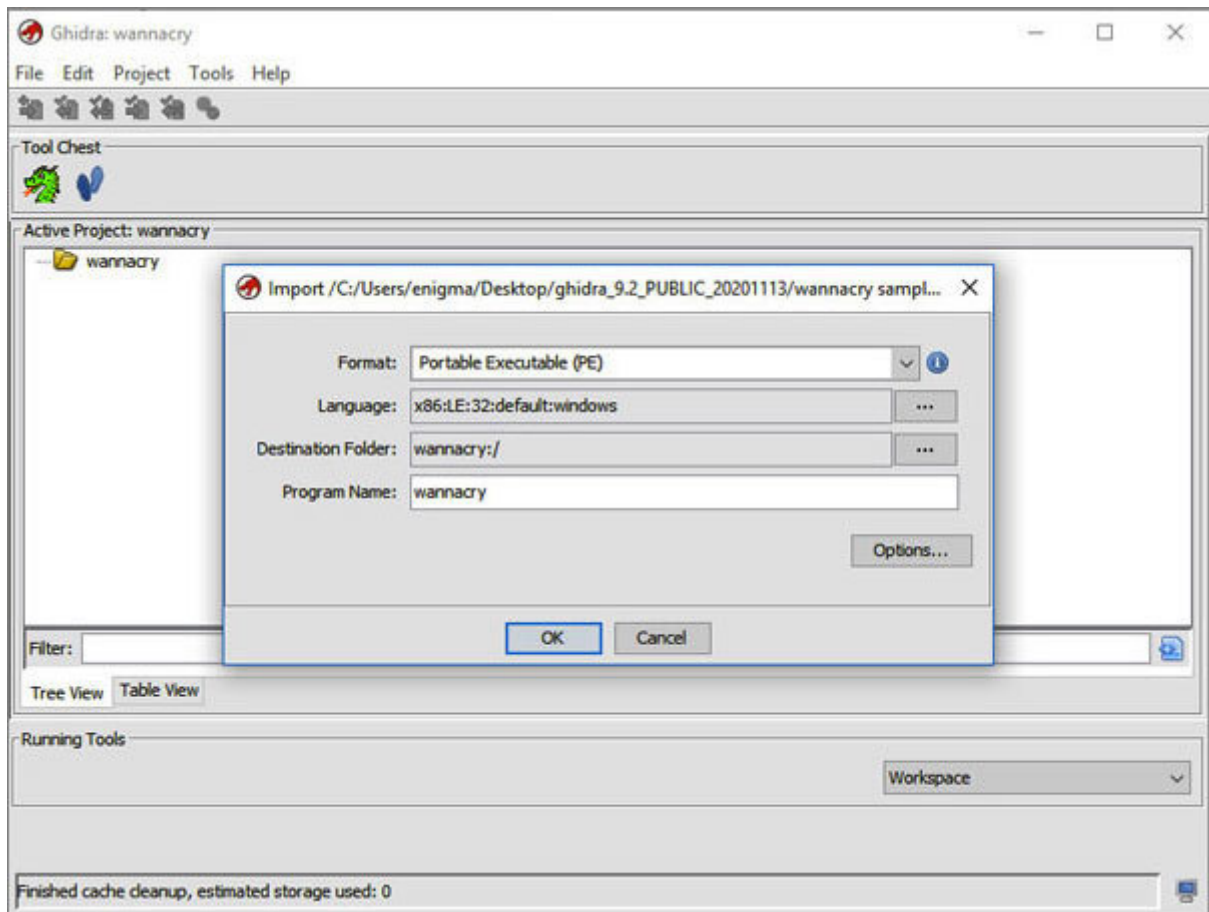 Ghidra: wannacry
File Edit Project Tools Help
Tool Chest
Active Project: wannacry
wannacry
Import /C:/Users/enigma/Desktop/ghidra_9.2_PUBLIC_20201113/wannacry sampl...
Format: Portable Executable (PE)
Language: x86:LE:32:default:windows ...
Destination Folder: wannacry:/ ...
Program Name: wannacry
Options...
OK Cancel
Filter:
Tree View Table View
Running Tools
Workspace
Finished cache cleanup, estimated storage used: 0